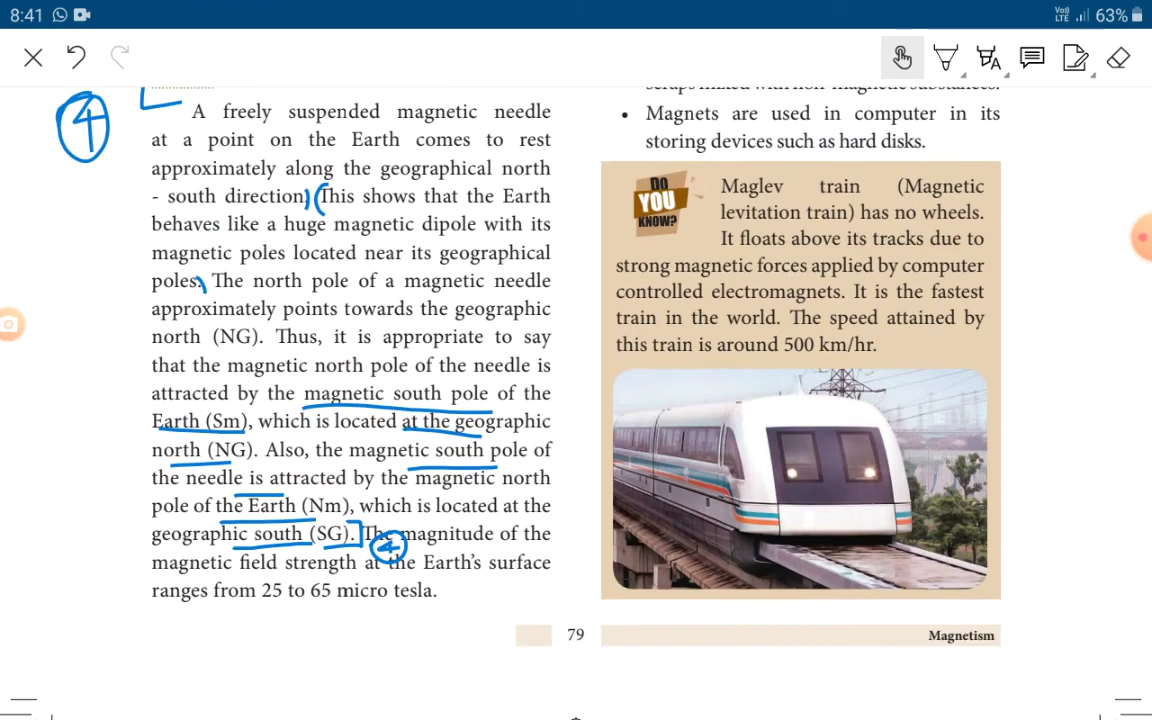 8:41
Vo)) LTE 63%
4
A freely suspended magnetic needle
at a point on the Earth comes to rest
approximately along the geographical north
- south direction. This shows that the Earth
behaves like a huge magnetic dipole with its
magnetic poles located near its geographical
poles. The north pole of a magnetic needle
approximately points towards the geographic
north (NG). Thus, it is appropriate to say
that the magnetic north pole of the needle is
attracted by the magnetic south pole of the
Earth (Sm), which is located at the geographic
north (NG). Also, the magnetic south pole of
the needle is attracted by the magnetic north
pole of the Earth (Nm), which is located at the
geographic south (SG). The magnitude of the
4
magnetic field strength at the Earth's surface
ranges from 25 to 65 micro tesla.
scraps mixed with non-magnetic substances.
• Magnets are used in computer in its
storing devices such as hard disks.
DO
YOU
KNOW?
Maglev train (Magnetic
levitation train) has no wheels.
It floats above its tracks due to
strong magnetic forces applied by computer
controlled electromagnets. It is the fastest
train in the world. The speed attained by
this train is around 500 km/hr.
79
Magnetism